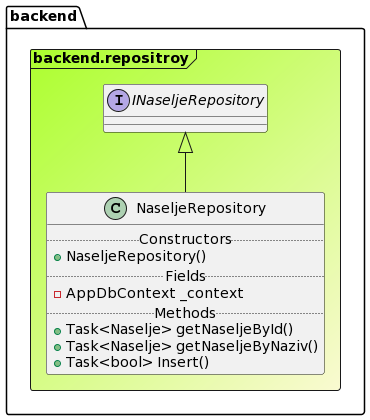 backend
backend.repositroy
I INaseljeRepository
C NaseljeRepository
Constructors
NaseljeRepository()
Fields
AppDbContext _context
Methods
Task<Naselje> getNaseljeById()
Task<Naselje> getNaseljeByNaziv()
Task<bool> Insert()